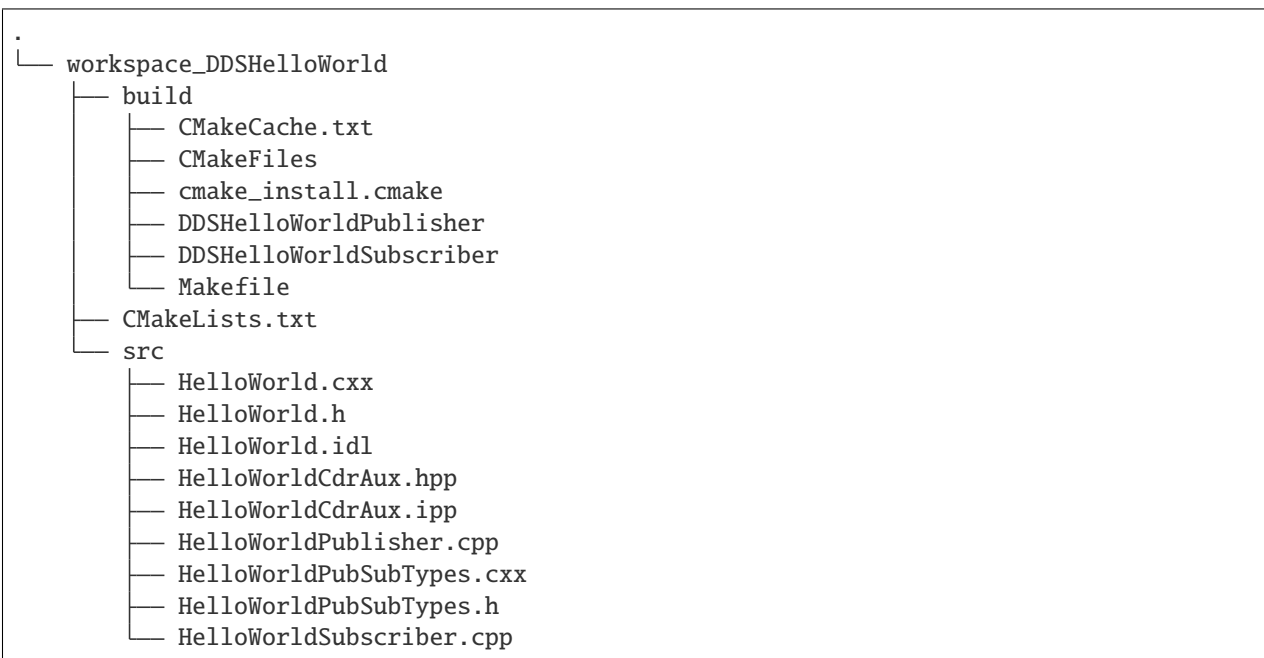 .
└── workspace_DDSHelloWorld
    ├── build
    │   ├── CMakeCache.txt
    │   ├── CMakeFiles
    │   ├── cmake_install.cmake
    │   ├── DDSHelloWorldPublisher
    │   ├── DDSHelloWorldSubscriber
    │   └── Makefile
    ├── CMakeLists.txt
    └── src
        ├── HelloWorld.cxx
        ├── HelloWorld.h
        ├── HelloWorld.idl
        ├── HelloWorldCdrAux.hpp
        ├── HelloWorldCdrAux.ipp
        ├── HelloWorldPublisher.cpp
        ├── HelloWorldPubSubTypes.cxx
        ├── HelloWorldPubSubTypes.h
        └── HelloWorldSubscriber.cpp